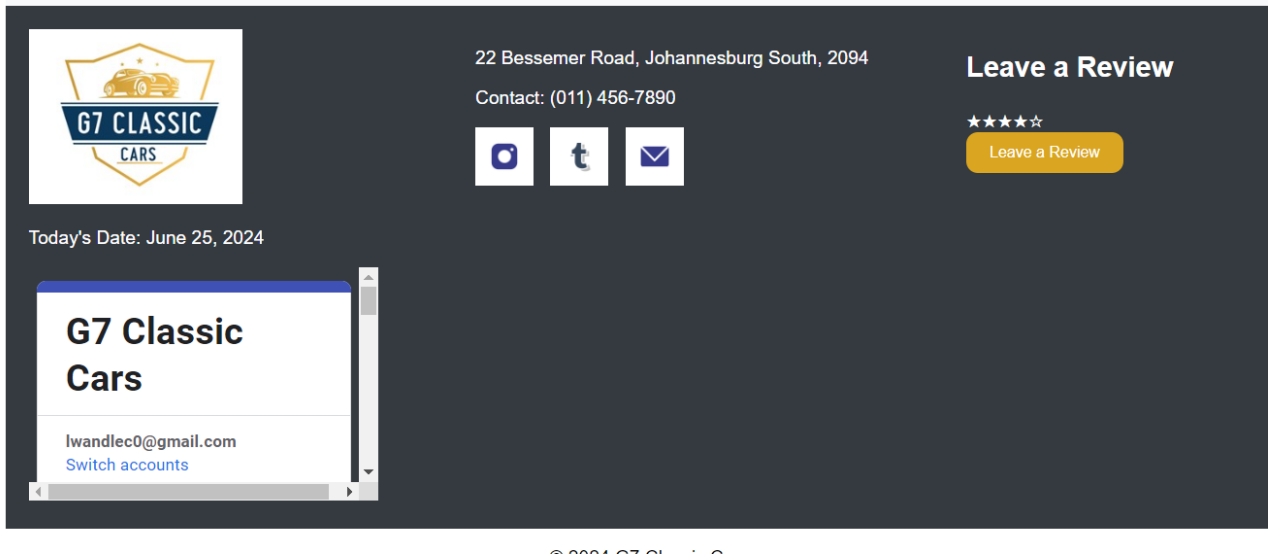 G7 CLASSIC
CARS
Today's Date: June 25, 2024
G7 Classic
Cars
lwandlec0@gmail.com
Switch accounts
22 Bessemer Road, Johannesburg South, 2094
Contact: (011) 456-7890
t
Leave a Review
★★★★☆
Leave a Review